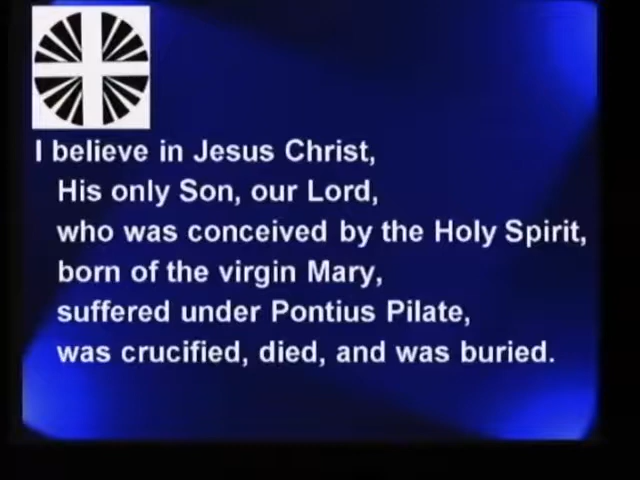 I believe in Jesus Christ,
His only Son, our Lord,
who was conceived by the Holy Spirit,
born of the virgin Mary,
suffered under Pontius Pilate,
was crucified, died, and was buried.